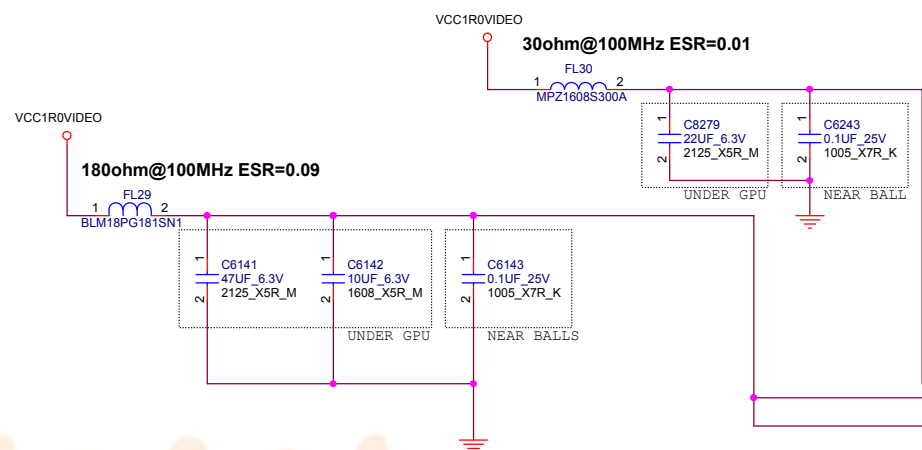 VCC1R0VIDEO
30ohm@100MHz ESR=0.01
FL30
1 2
MPZ1608S300A
1
C8279
22UF_6.3V
2125_X5R_M
2
UNDER GPU
1
C6243
0.1UF_25V
1005_X7R_K
2
NEAR BALL
VCC1R0VIDEO
180ohm@100MHz ESR=0.09
FL29
1 2
BLM18PG181SN1
1
C6141
47UF_6.3V
2125_X5R_M
2
1
C6142
10UF_6.3V
1608_X5R_M
2
UNDER GPU
1
C6143
0.1UF_25V
1005_X7R_K
2
NEAR BALLS